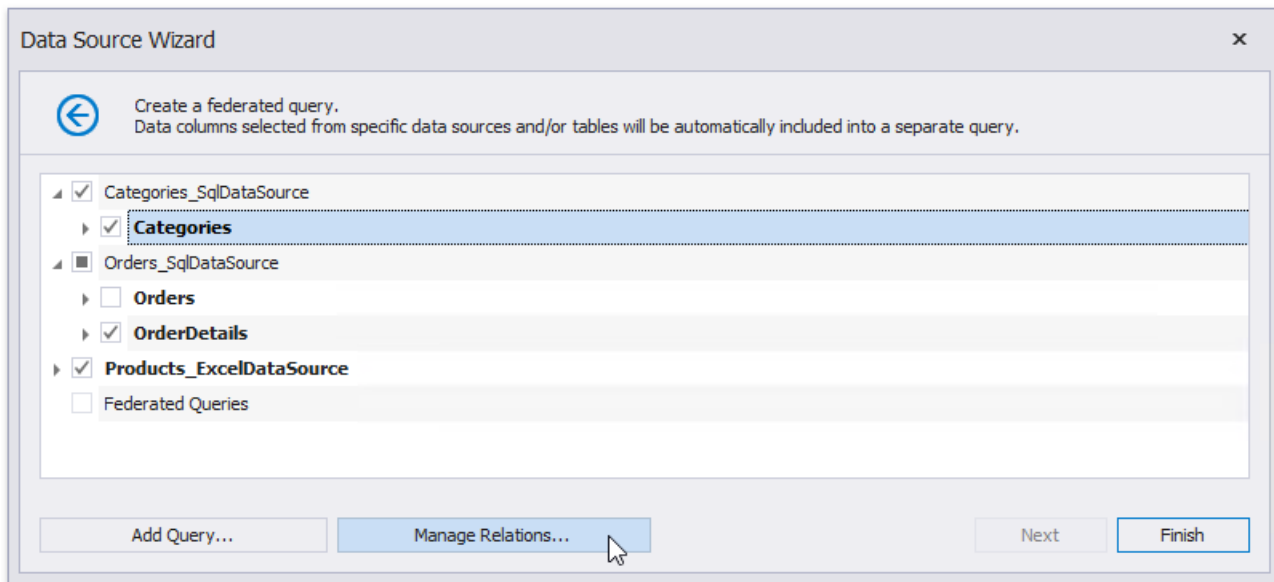 Data Source Wizard
Create a federated query.
Data columns selected from specific data sources and/or tables will be automatically included into a separate query.
Categories_SqlDataSource
Categories
Orders_SqlDataSource
Orders
OrderDetails
Products_ExcelDataSource
Federated Queries
Add Query... Manage Relations... Next Finish